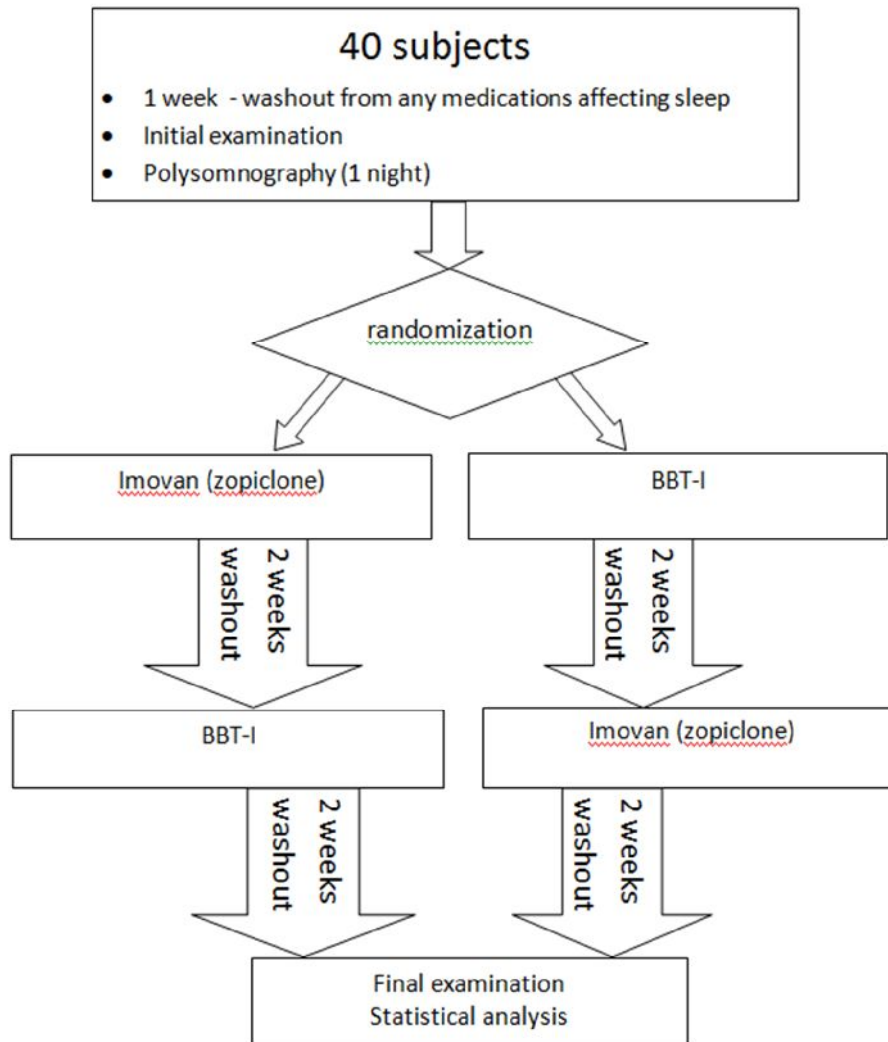 40 subjects
• 1 week - washout from any medications affecting sleep
• Initial examination
• Polysomnography (1 night)
randomization
Imovan (zopiclone)
BBT-I
2 weeks
washout
2 weeks
washout
BBT-I
Imovan (zopiclone)
2 weeks
washout
2 weeks
washout
Final examination
Statistical analysis